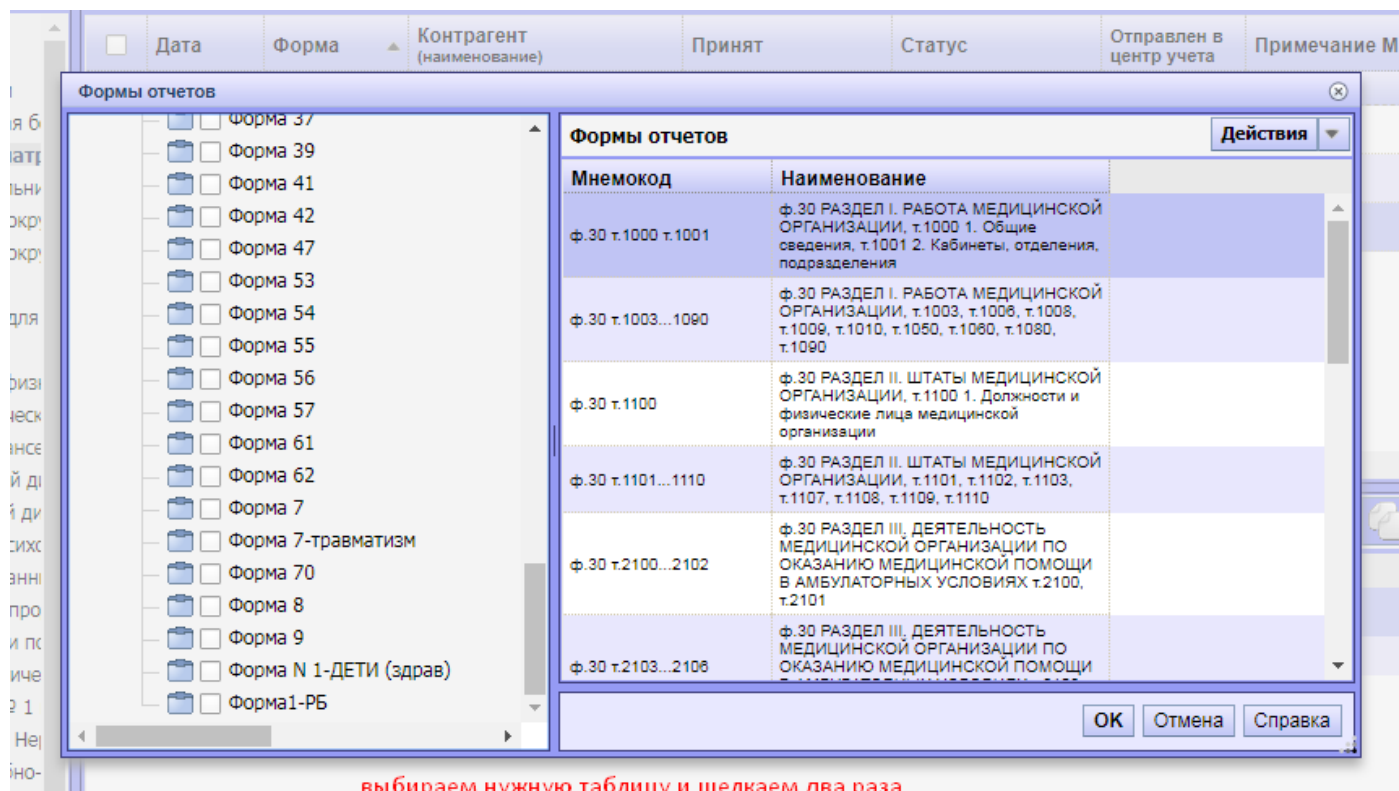 Дата
Форма
Контрагент
(наименование)
Принят
Статус
Отправлен в
центр учета
Примечание М
Формы отчетов
Форма 37
Форма 39
Форма 41
Форма 42
Форма 47
Форма 53
Форма 54
Форма 55
Форма 56
Форма 57
Форма 61
Форма 62
Форма 7
Форма 7-травматизм
Форма 70
Форма 8
Форма 9
Форма N 1-ДЕТИ (здрав)
Форма1-РБ
Формы отчетов
Действия
Мнемокод
Наименование
ф.30 т.1000 т.1001
ф.30 РАЗДЕЛ I. РАБОТА МЕДИЦИНСКОЙ
ОРГАНИЗАЦИИ, т.1000 1. Общие
сведения, т.1001 2. Кабинеты, отделения,
подразделения
ф.30 т.1003...1090
ф.30 РАЗДЕЛ I. РАБОТА МЕДИЦИНСКОЙ
ОРГАНИЗАЦИИ, т.1003, т.1006, т.1008,
т.1009, т.1010, т.1050, т.1060, т.1080,
т.1090
ф.30 т.1100
ф.30 РАЗДЕЛ II. ШТАТЫ МЕДИЦИНСКОЙ
ОРГАНИЗАЦИИ, т.1100 1. Должности и
физические лица медицинской
организации
ф.30 т.1101...1110
ф.30 РАЗДЕЛ II. ШТАТЫ МЕДИЦИНСКОЙ
ОРГАНИЗАЦИИ, т.1101, т.1102, т.1103,
т.1107, т.1108, т.1109, т.1110
ф.30 т.2100...2102
ф.30 РАЗДЕЛ III. ДЕЯТЕЛЬНОСТЬ
МЕДИЦИНСКОЙ ОРГАНИЗАЦИИ ПО
ОКАЗАНИЮ МЕДИЦИНСКОЙ ПОМОЩИ
В АМБУЛАТОРНЫХ УСЛОВИЯХ т.2100,
т.2101
ф.30 т.2103...2106
ф.30 РАЗДЕЛ III. ДЕЯТЕЛЬНОСТЬ
МЕДИЦИНСКОЙ ОРГАНИЗАЦИИ ПО
ОКАЗАНИЮ МЕДИЦИНСКОЙ ПОМОЩИ
OK
Отмена
Справка
выбираем нужную таблицу и щелкаем два раза